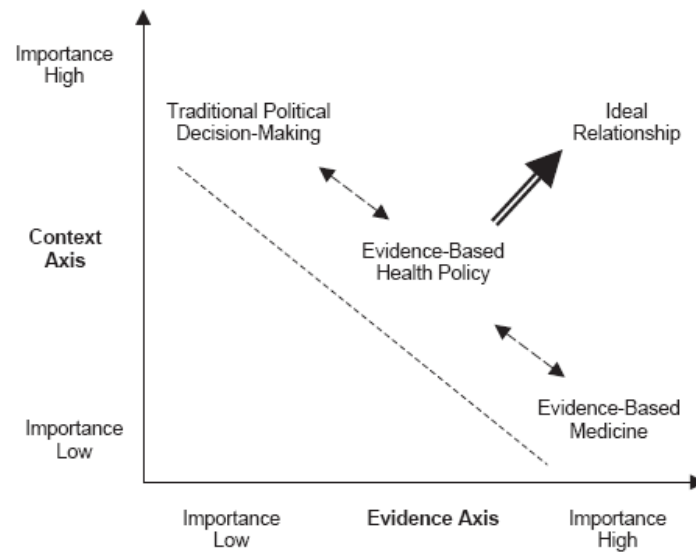 Importance
High
Traditional Political
Decision-Making
Ideal
Relationship
Context
Axis
Evidence-Based
Health Policy
Evidence-Based
Medicine
Importance
Low
Importance
Low
Evidence Axis
Importance
High